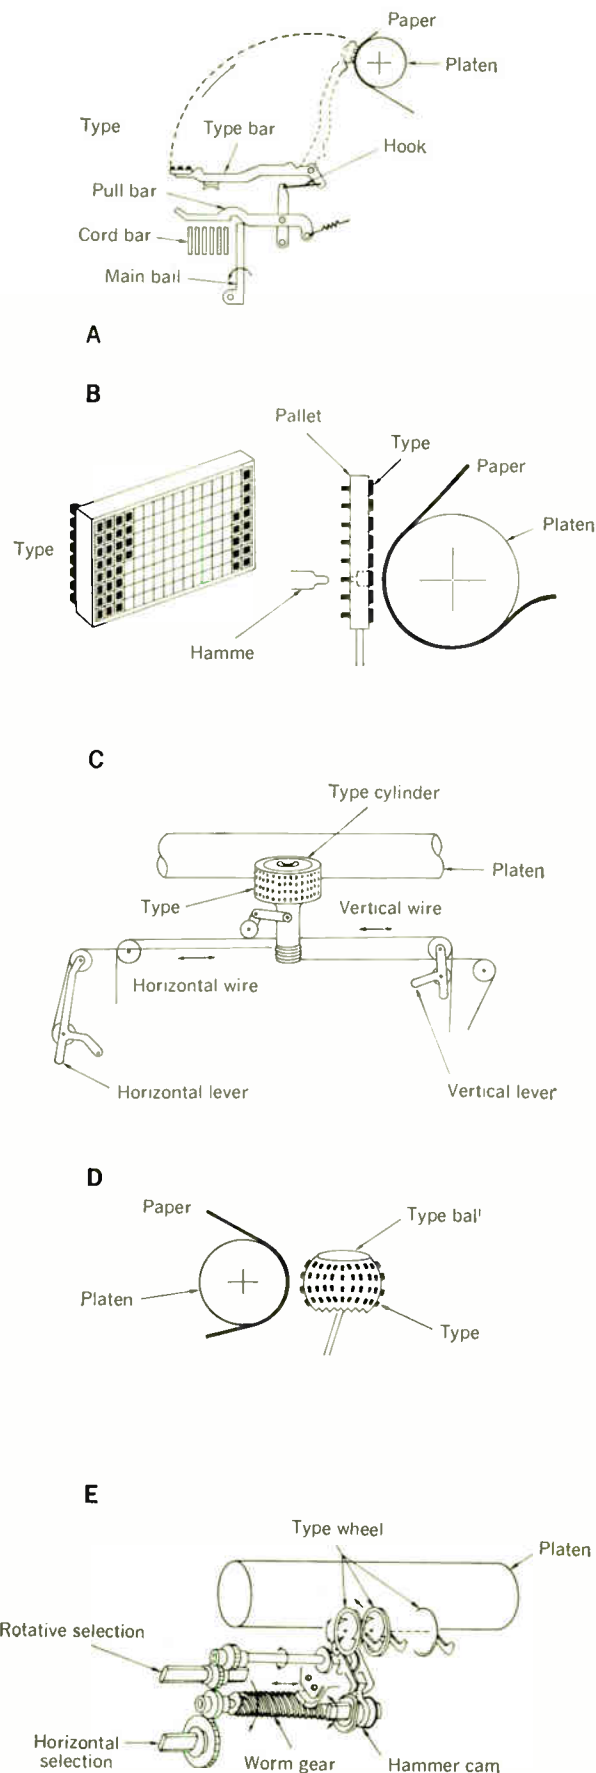 Paper
Platen
Type
Type bar
Hook
Pull bar
Cord bar
Main bail
A
B
Pallet
Type
Paper
Platen
Type
Hamme
C
Type cylinder
Platen
Type
Vertical wire
Horizontal wire
Horizontal lever
Vertical lever
D
Paper
Type bal'
Platen
Type
E
Type wheel
Platen
Rotative selection
Horizontal
selection
Worm gear
Hammer cam